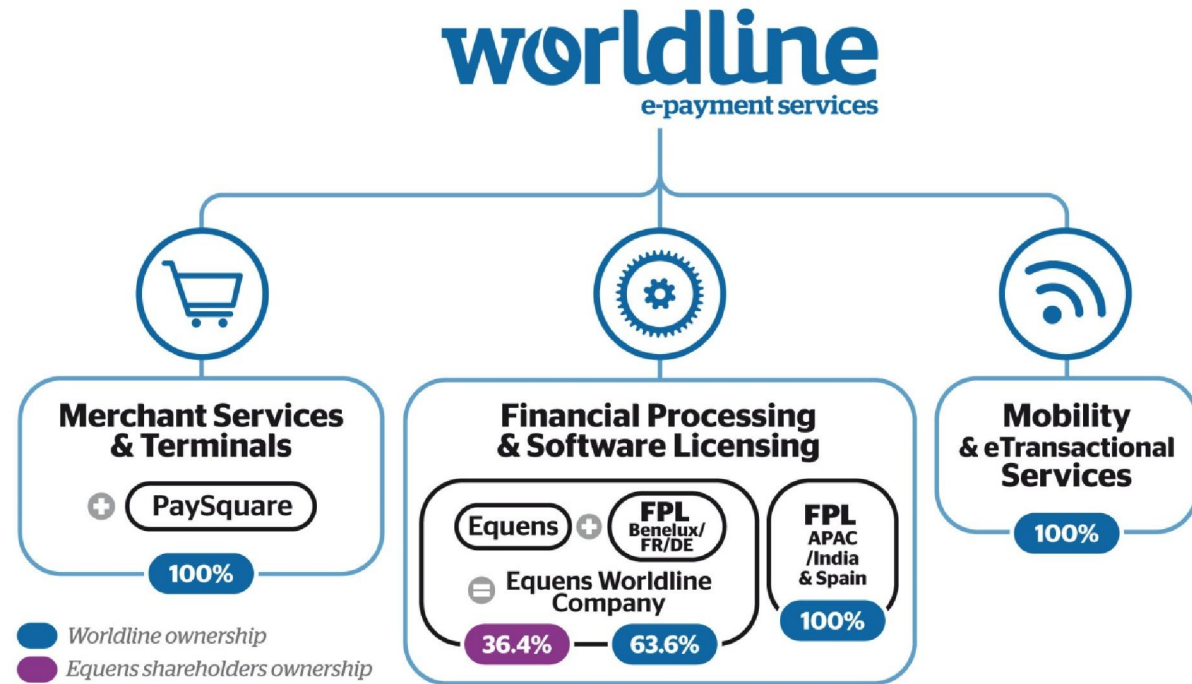 worldline
e-payment services
Merchant Services
& Terminals
PaySquare
100%
Financial Processing
& Software Licensing
Equens
FPL
Benelux/
FR/DE
= Equens Worldline
Company
36.4%
63.6%
FPL
APAC
/India
& Spain
100%
Mobility
& eTransactional
Services
100%
Worldline ownership
Equens shareholders ownership